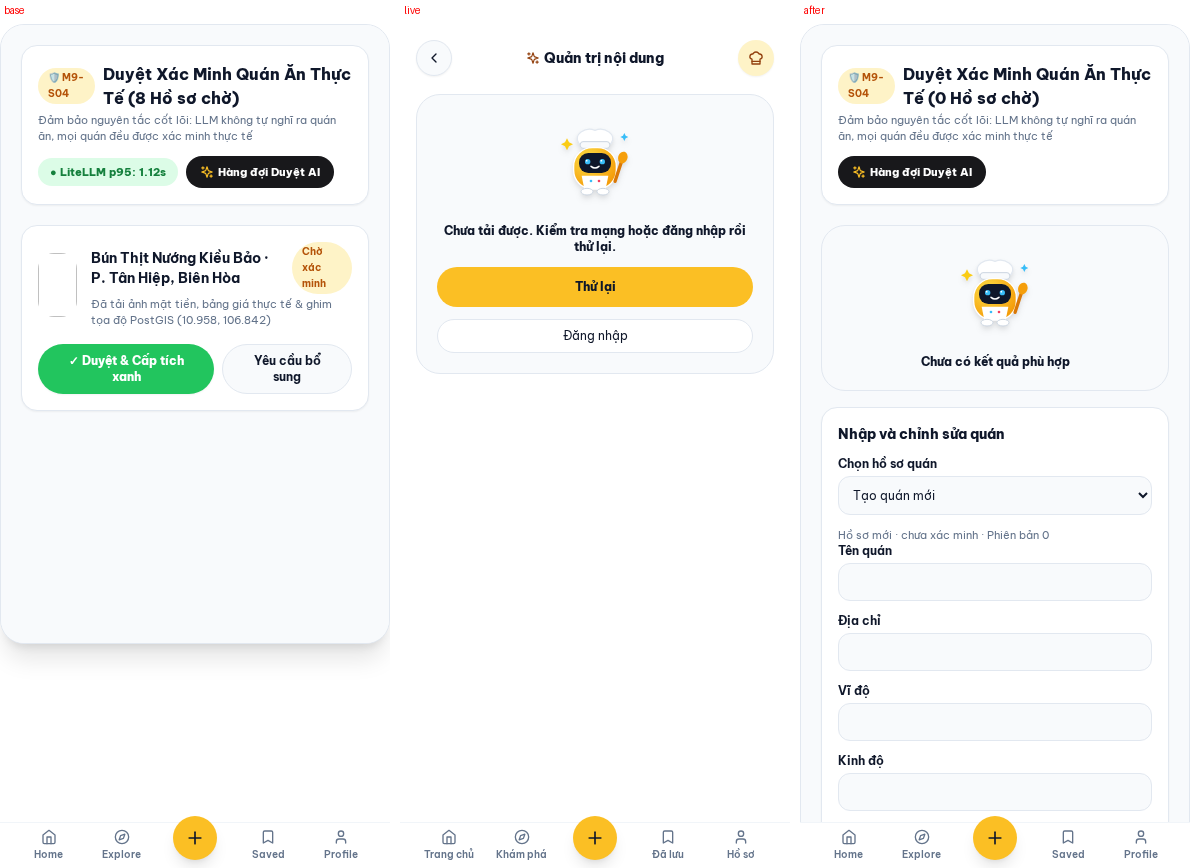 base
🛡️ M9-
S04
Duyệt Xác Minh Quán Ăn Thực
Tế (8 Hồ sơ chờ)
Đảm bảo nguyên tắc cốt lõi: LLM không tự nghĩ ra quán
ăn, mọi quán đều được xác minh thực tế
● LiteLLM p95: 1.12s
Hàng đợi Duyệt AI
Bún Thịt Nướng Kiều Bảo ·
P. Tân Hiệp, Biên Hòa
Chờ
xác
minh
Đã tải ảnh mặt tiền, bảng giá thực tế & ghim
tọa độ PostGIS (10.958, 106.842)
✓ Duyệt & Cấp tích
xanh
Yêu cầu bổ
sung
Home
Explore
+
Saved
Profile
live
Quản trị nội dung
Chưa tải được. Kiểm tra mạng hoặc đăng nhập rồi
thử lại.
Thử lại
Đăng nhập
Trang chủ
Khám phá
+
Đã lưu
Hồ sơ
after
🛡️ M9-
S04
Duyệt Xác Minh Quán Ăn Thực
Tế (0 Hồ sơ chờ)
Đảm bảo nguyên tắc cốt lõi: LLM không tự nghĩ ra quán
ăn, mọi quán đều được xác minh thực tế
Hàng đợi Duyệt AI
Chưa có kết quả phù hợp
Nhập và chỉnh sửa quán
Chọn hồ sơ quán
Tạo quán mới
Hồ sơ mới · chưa xác minh · Phiên bản 0
Tên quán
Địa chỉ
Vĩ độ
Kinh độ
Home
Explore
+
Saved
Profile